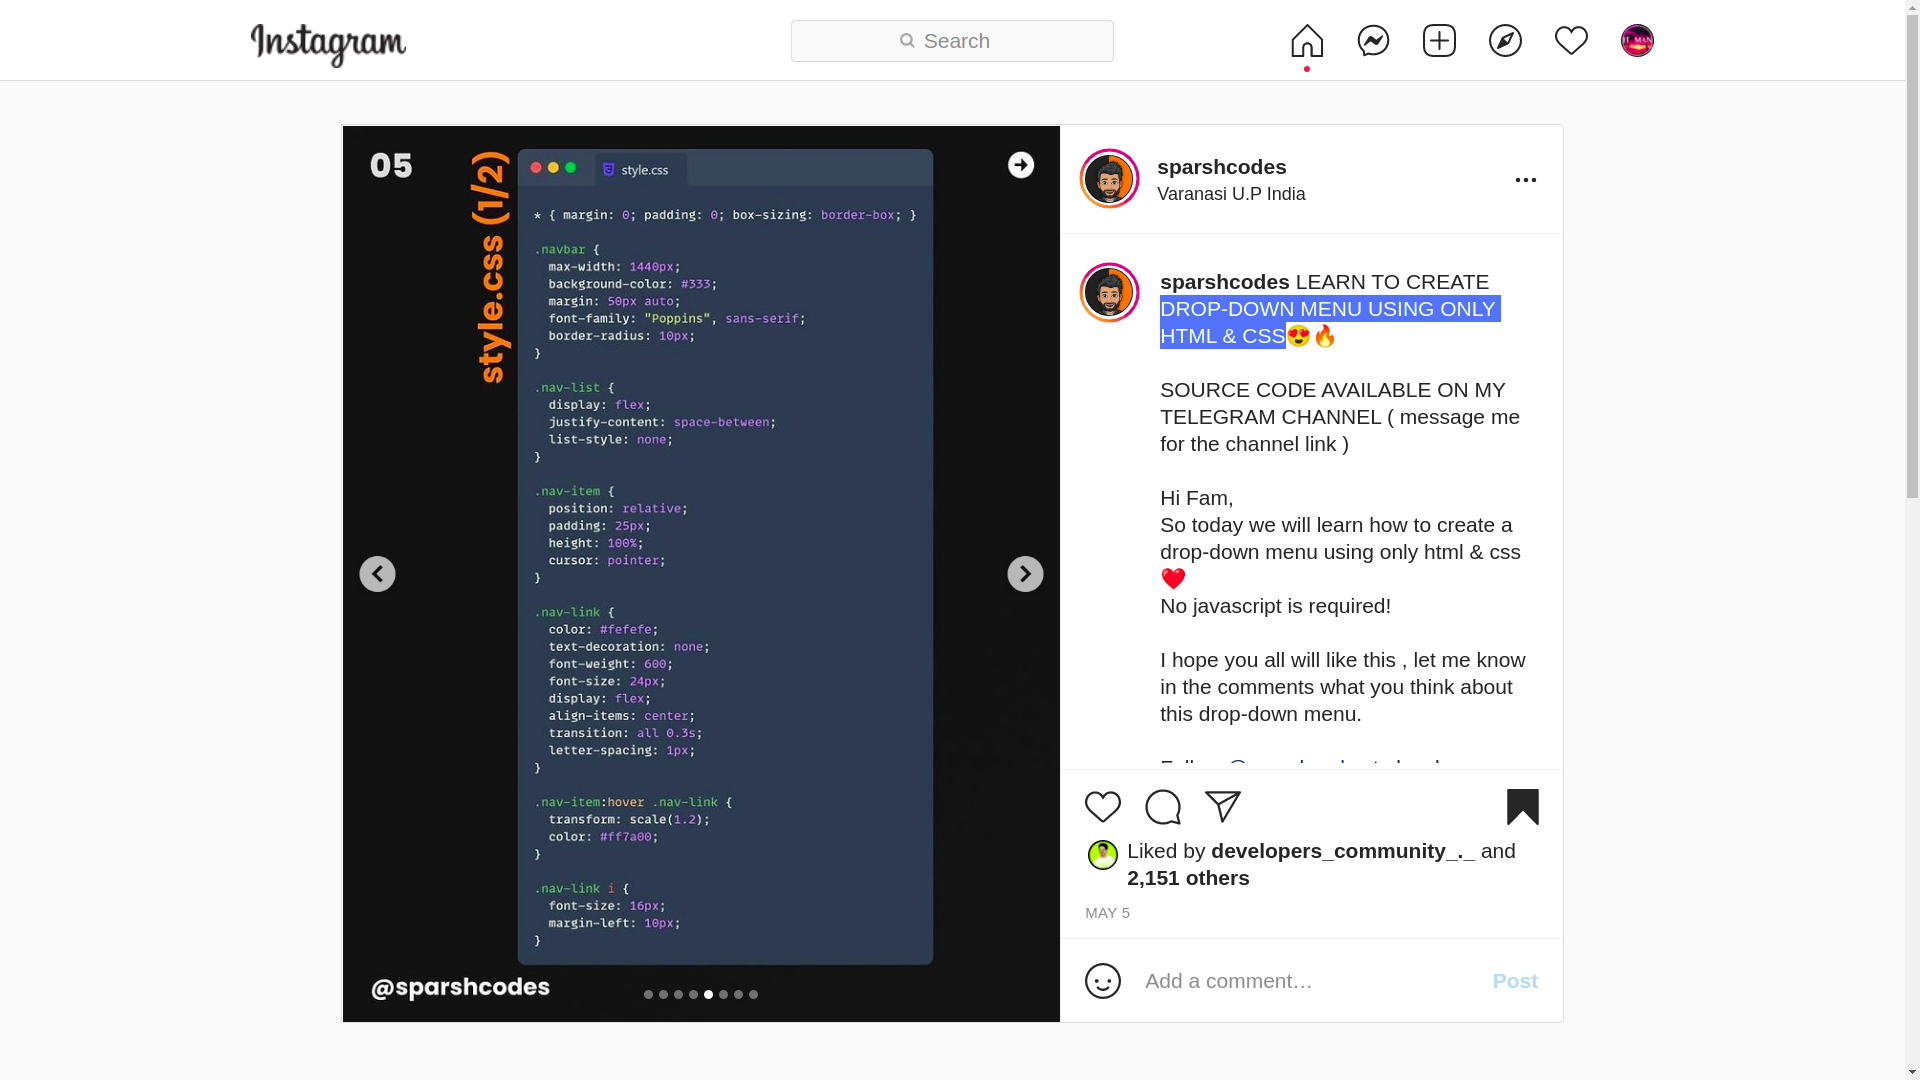 Instagram
Search
IT MAN
05
style.css (1/2)
style.css
* { margin: 0; padding: 0; box-sizing: border-box; }
.navbar {
max-width: 1440px;
background-color: #333;
margin: 50px auto;
font-family: "Poppins", sans-serif;
border-radius: 10px;
}
.nav-list {
display: flex;
justify-content: space-between;
list-style: none;
}
.nav-item {
position: relative;
padding: 25px;
height: 100%;
cursor: pointer;
}
.nav-link {
color: #fefefe;
text-decoration: none;
font-weight: 600;
font-size: 24px;
display: flex;
align-items: center;
transition: all 0.3s;
letter-spacing: 1px;
}
.nav-item:hover .nav-link {
transform: scale(1.2);
color: #ff7a00;
}
.nav-link i {
font-size: 16px;
margin-left: 10px;
}
@sparshcodes
sparshcodes
Varanasi U.P India
sparshcodes LEARN TO CREATE
DROP-DOWN MENU USING ONLY
HTML & CSS😍🔥
SOURCE CODE AVAILABLE ON MY
TELEGRAM CHANNEL ( message me
for the channel link )
Hi Fam,
So today we will learn how to create a
drop-down menu using only html & css
❤️
No javascript is required!
I hope you all will like this , let me know
in the comments what you think about
this drop-down menu.
Liked by developers_community_._ and
2,151 others
MAY 5
Add a comment…
Post